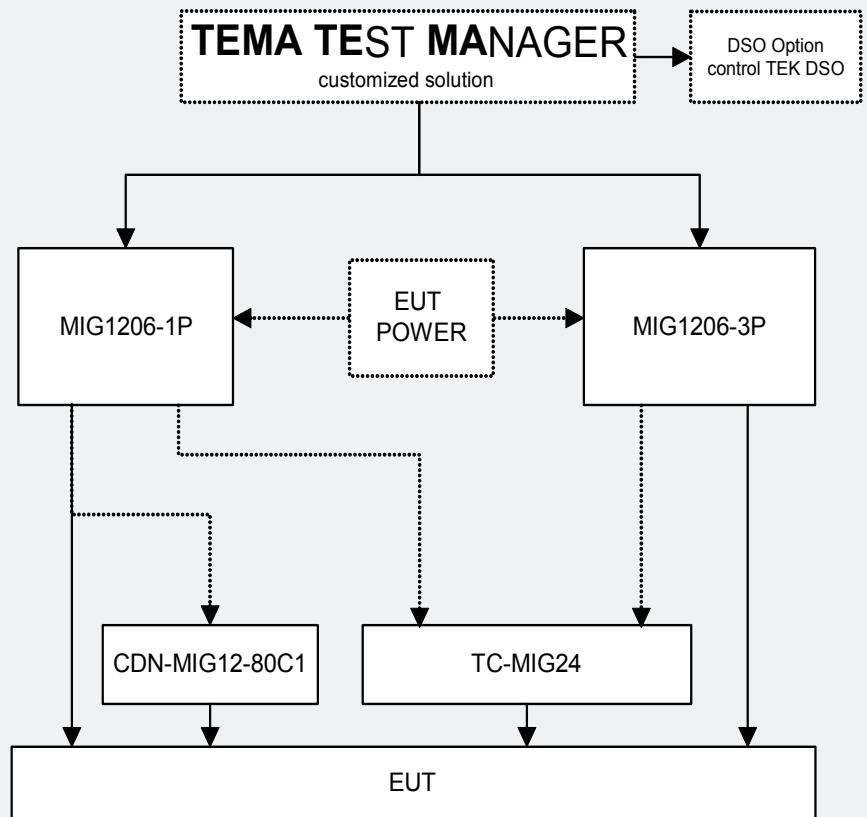 TEMA TEST MANAGER
customized solution
DSO Option
control TEK DSO
MIG1206-1P
EUT
POWER
MIG1206-3P
CDN-MIG12-80C1
TC-MIG24
EUT